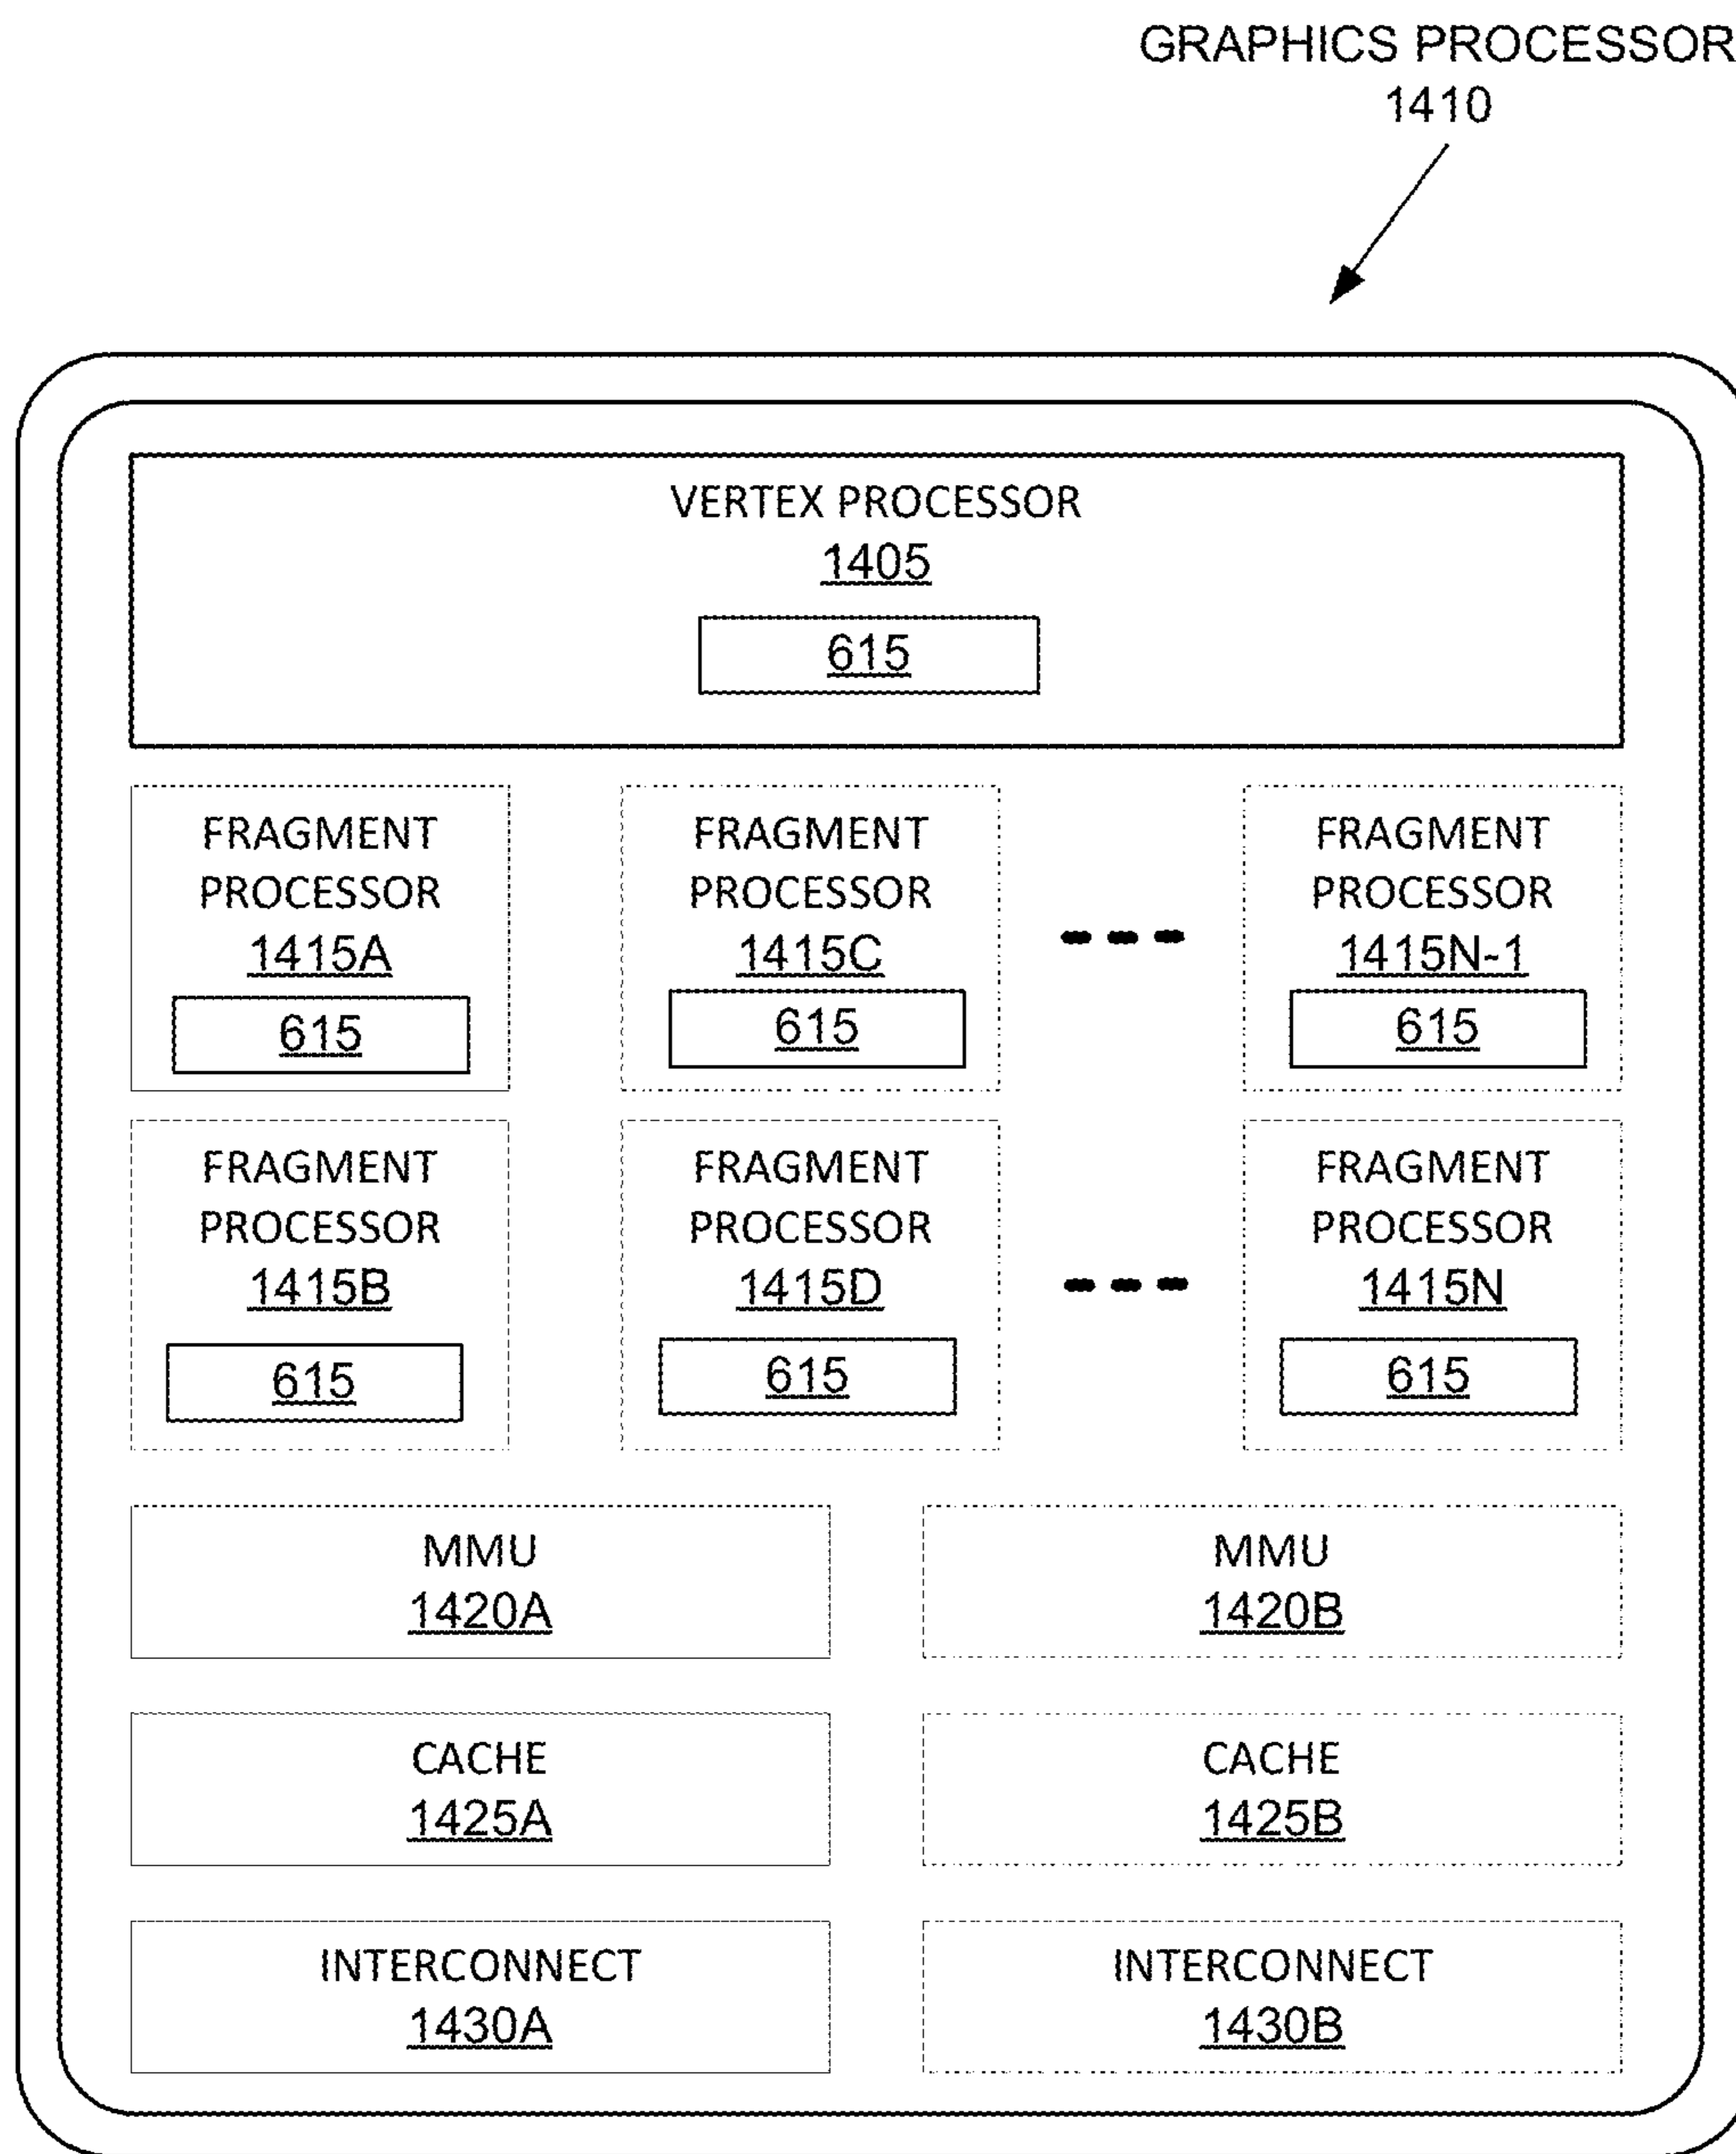 GRAPHICS PROCESSOR
1410
VERTEX PROCESSOR
1405
615
FRAGMENT
PROCESSOR
1415A
615
FRAGMENT
PROCESSOR
1415C
615
FRAGMENT
PROCESSOR
1415N-1
615
FRAGMENT
PROCESSOR
1415B
615
FRAGMENT
PROCESSOR
1415D
615
FRAGMENT
PROCESSOR
1415N
615
MMU
1420A
MMU
1420B
CACHE
1425A
CACHE
1425B
INTERCONNECT
1430A
INTERCONNECT
1430B